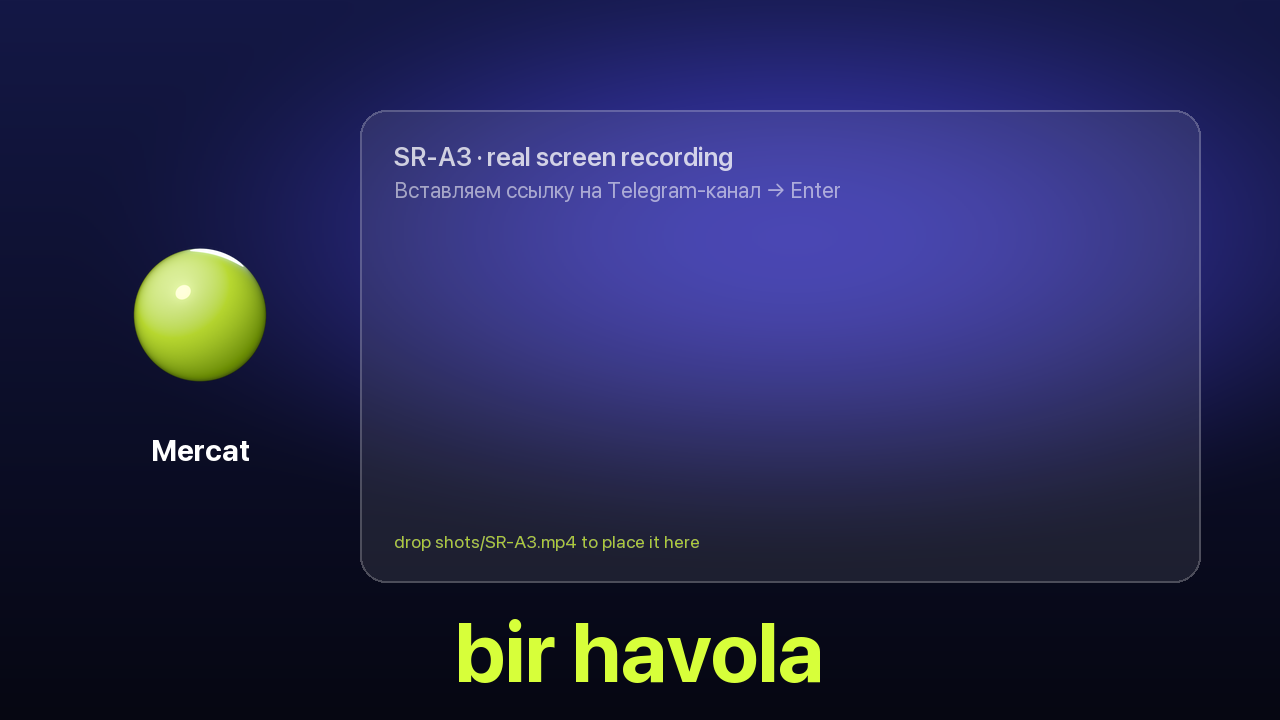 SR-A3 · real screen recording
Вставляем ссылку на Telegram-канал → Enter
Mercat
drop shots/SR-A3.mp4 to place it here
bir havola